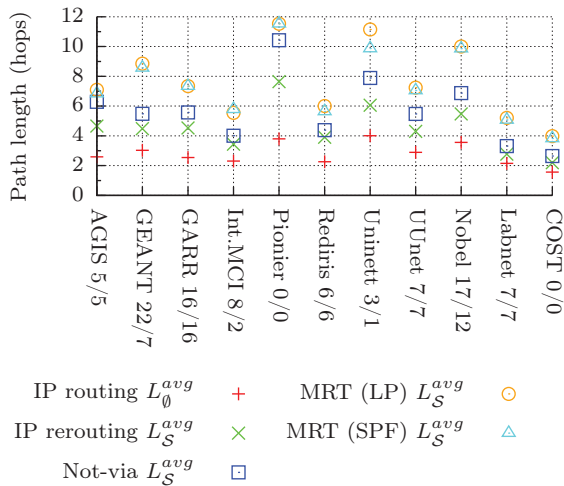 Path length (hops)
12
10
8
6
4
2
0
AGIS 5/5
GEANT 22/7
GARR 16/16
Int.MCI 8/2
Pionier 0/0
Rediris 6/6
Uninett 3/1
UUnet 7/7
Nobel 17/12
Labnet 7/7
COST 0/0
IP routing L_∅^{avg}
IP rerouting L_S^{avg}
Not-via L_S^{avg}
MRT (LP) L_S^{avg}
MRT (SPF) L_S^{avg}